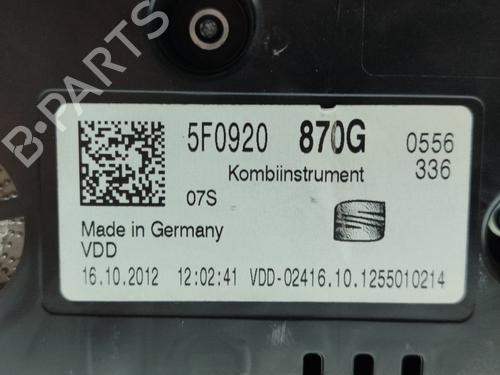 B-PARTS
5F0920 870G 0556
Kombiinstrument 336
07S
Made in Germany
VDD
16.10.2012 12:02:41 VDD-02416.10.1255010214